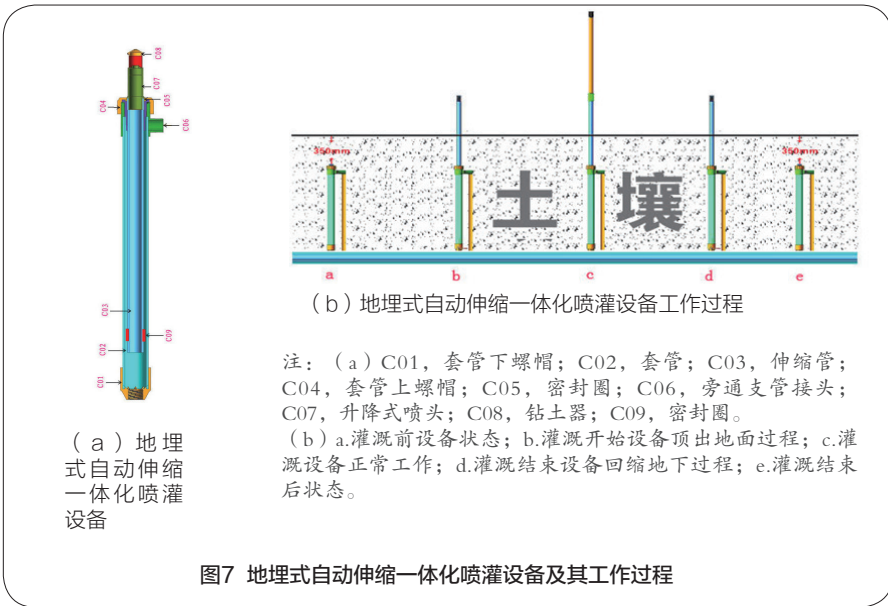 C08
C07
C05
C04
C06
C03
C09
C02
C01
（a）地埋
式自动伸缩
一体化喷灌
设备
360mm
360mm
土壤
a
b
c
d
e
（b）地埋式自动伸缩一体化喷灌设备工作过程
注：（a）C01，套管下螺帽；C02，套管；C03，伸缩管；
C04，套管上螺帽；C05，密封圈；C06，旁通支管接头；
C07，升降式喷头；C08，钻土器；C09，密封圈。
（b）a.灌溉前设备状态；b.灌溉开始设备顶出地面过程；c.灌
溉设备正常工作；d.灌溉结束设备回缩地下过程；e.灌溉结束
后状态。
图7 地埋式自动伸缩一体化喷灌设备及其工作过程